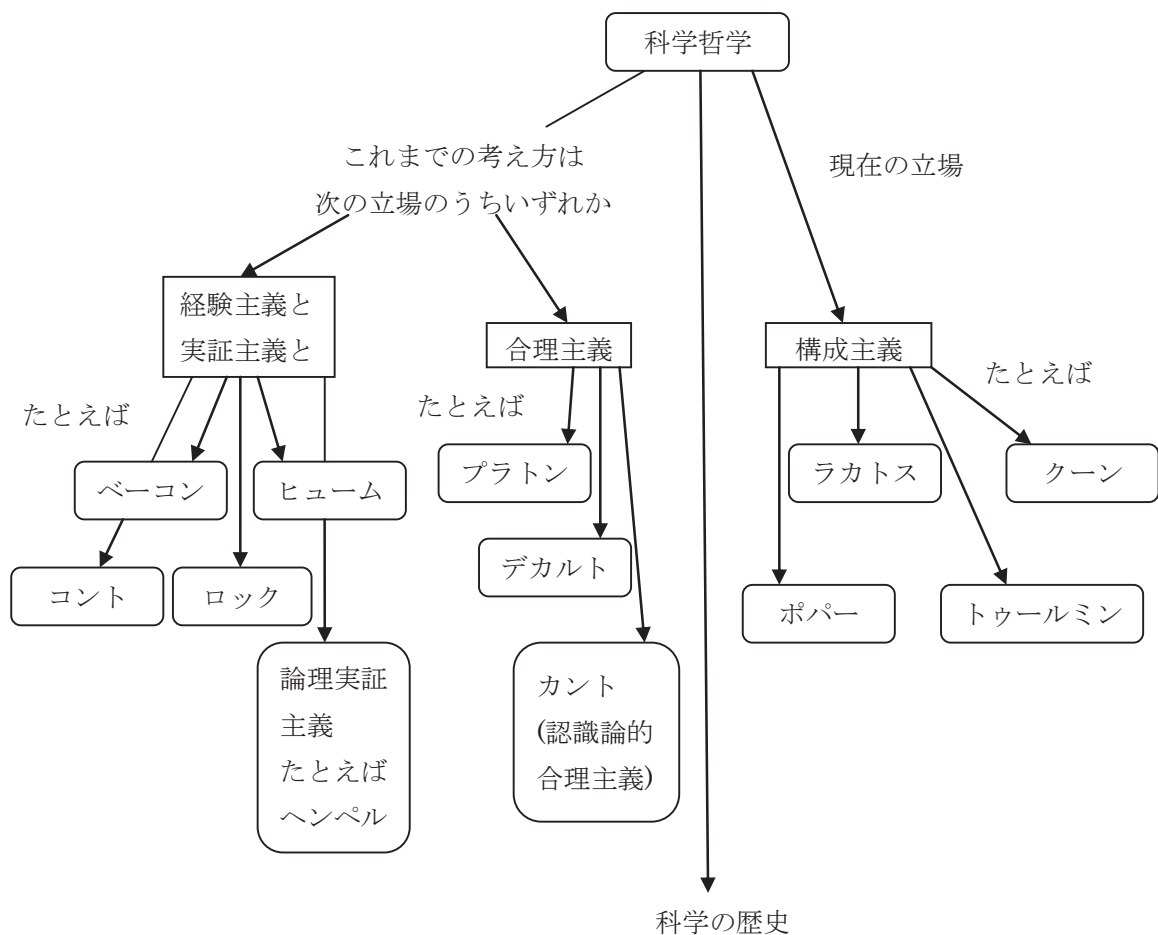 科学哲学
これまでの考え方は
次の立場のうちいずれか
現在の立場
経験主義と
実証主義と
合理主義
構成主義
たとえば
たとえば
たとえば
ベーコン
ヒューム
プラトン
ラカトス
クーン
コント
ロック
デカルト
ポパー
トゥールミン
論理実証
主義
たとえば
ヘンペル
カント
(認識論的
合理主義)
科学の歴史